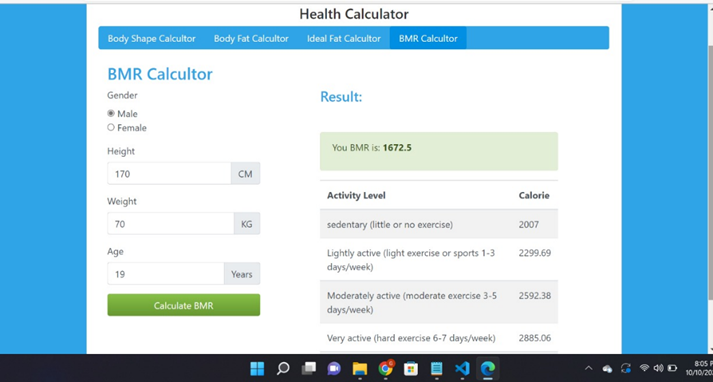 Health Calculator
Body Shape Calcultor
Body Fat Calcultor
Ideal Fat Calcultor
BMR Calcultor
BMR Calcultor
Gender
Male
Female
Height
170 CM
Weight
70 KG
Age
19 Years
Calculate BMR
Result:
You BMR is: 1672.5
Activity Level Calorie
sedentary (little or no exercise) 2007
Lightly active (light exercise or sports 1-3 2299.69
days/week)
Moderately active (moderate exercise 3-5 2592.38
days/week)
Very active (hard exercise 6-7 days/week) 2885.06
8:05 P
10/10/20